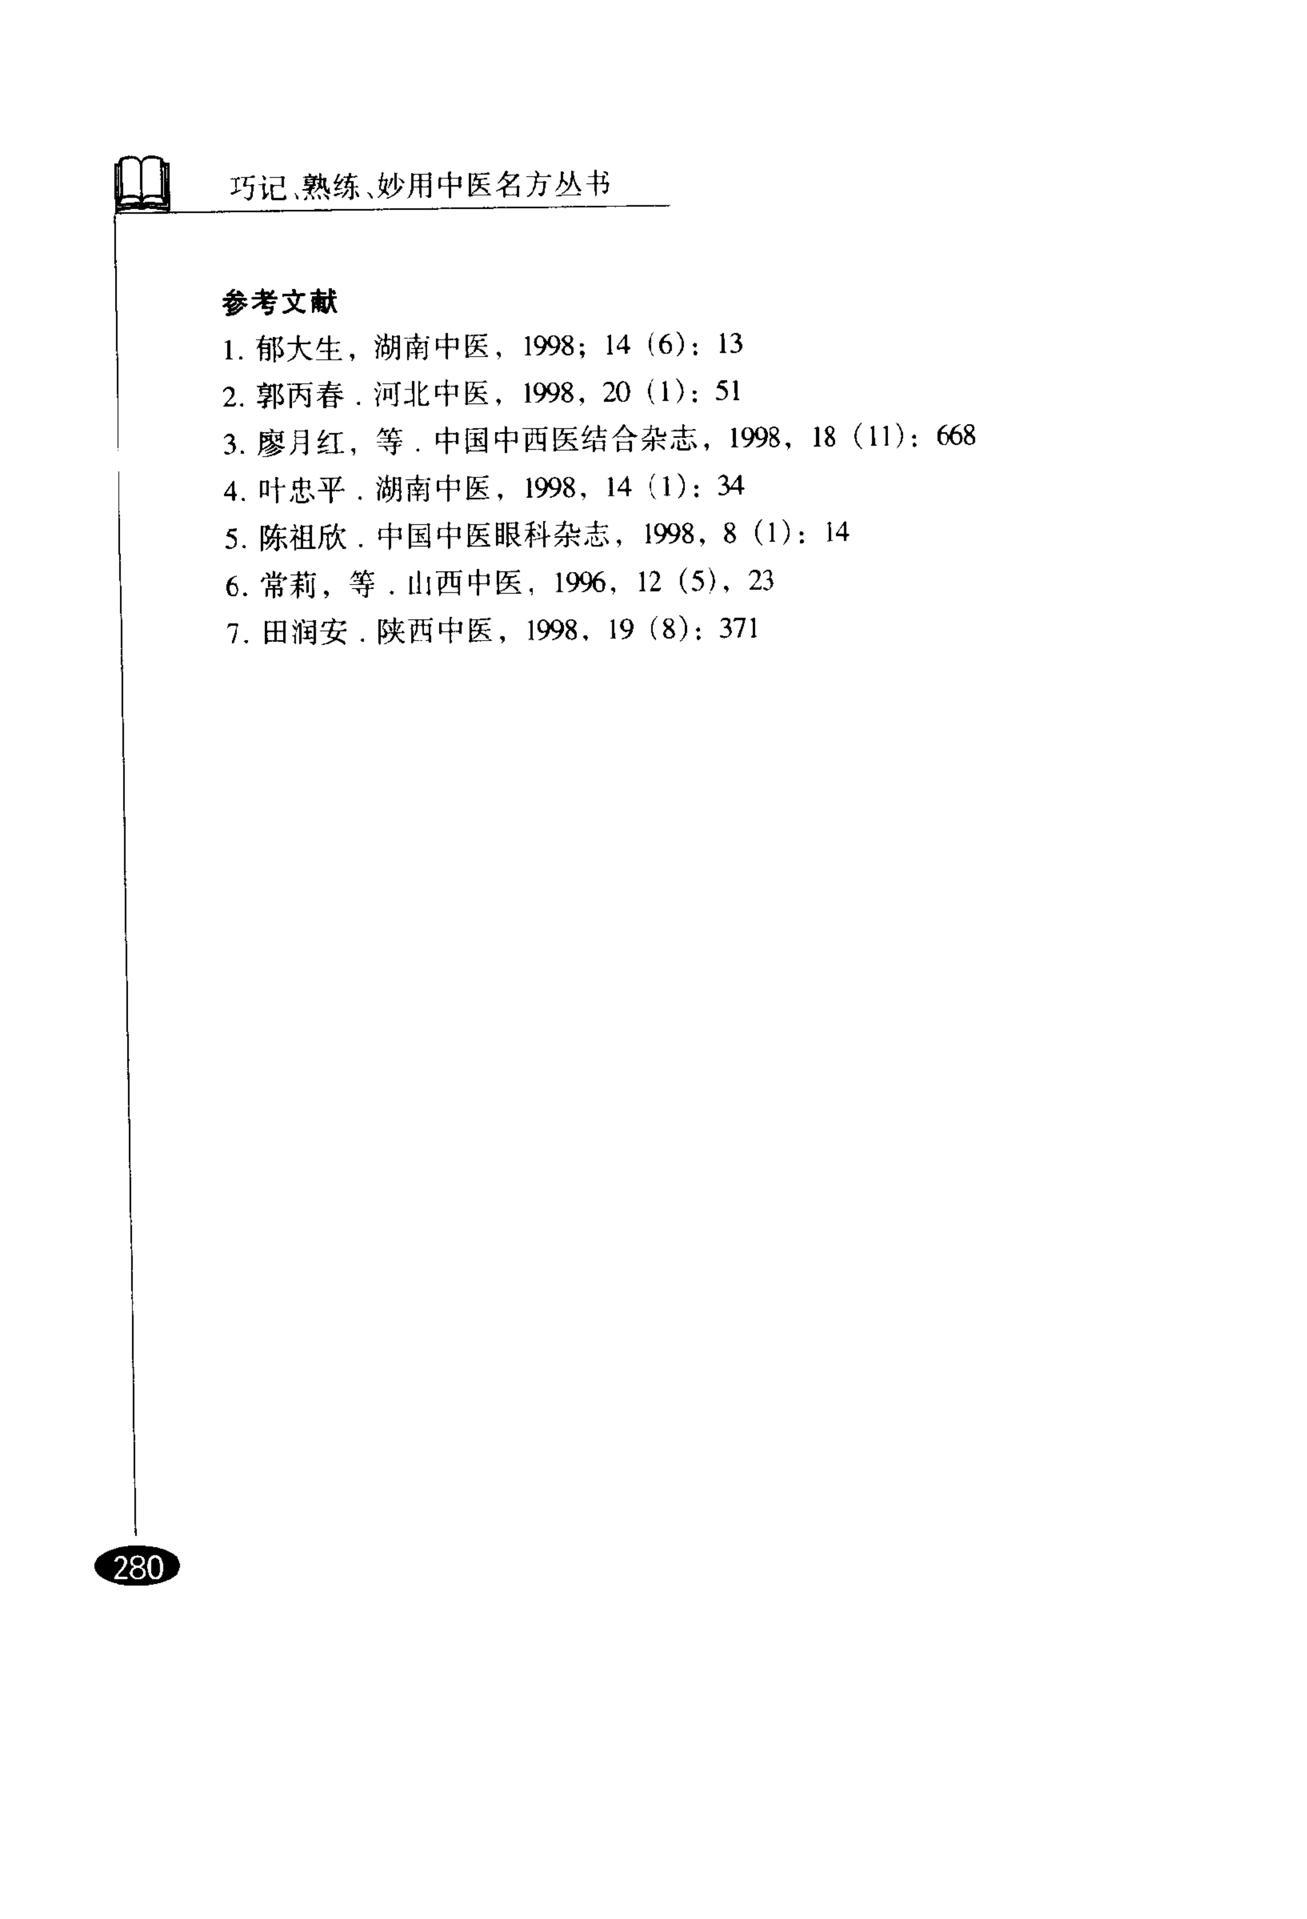 巧记、熟练、妙用中医名方丛书
参考文献
1. 郁大生，湖南中医，1998；14（6）：13
2. 郭丙春．河北中医，1998，20（1）：51
3. 廖月红，等．中国中西医结合杂志，1998，18（11）：668
4. 叶忠平．湖南中医，1998，14（1）：34
5. 陈祖欣．中国中医眼科杂志，1998，8（1）：14
6. 常莉，等．山西中医，1996，12（5），23
7. 田润安．陕西中医，1998，19（8）：371
280